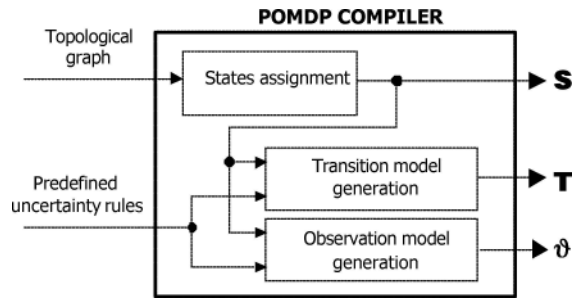 POMDP COMPILER
Topological
graph
States assignment
S
Predefined
uncertainty rules
Transition model
generation
T
Observation model
generation
ϑ